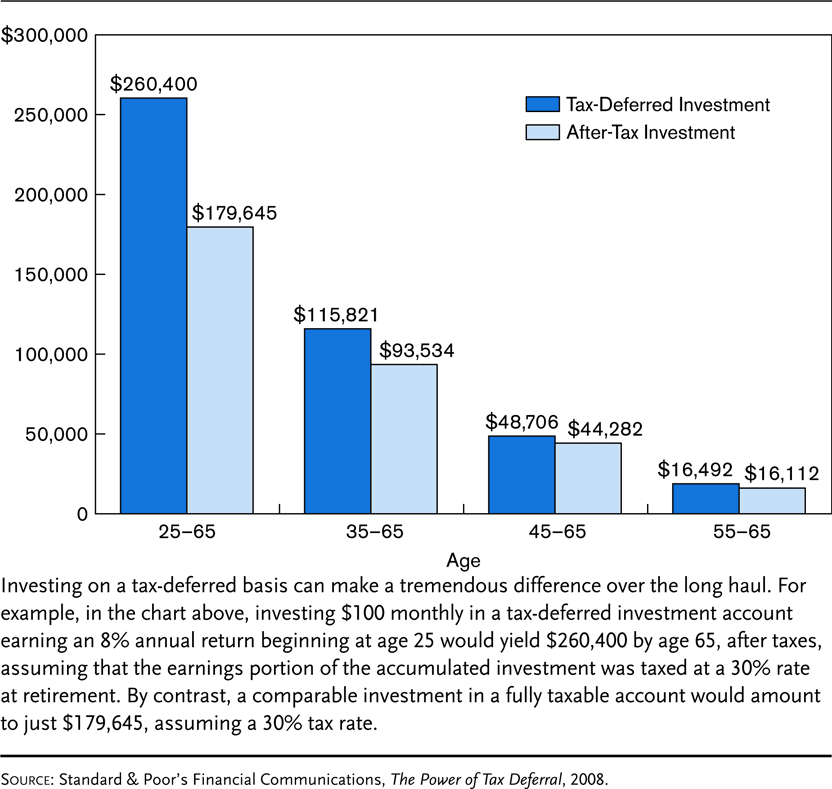 $300,000
$260,400
250,000
Tax-Deferred Investment
After-Tax Investment
200,000
$179,645
150,000
$115,821
100,000
$93,534
50,000
$48,706
$44,282
$16,492
$16,112
0
25–65
35–65
45–65
55–65
Age
Investing on a tax-deferred basis can make a tremendous difference over the long haul. For
example, in the chart above, investing $100 monthly in a tax-deferred investment account
earning an 8% annual return beginning at age 25 would yield $260,400 by age 65, after taxes,
assuming that the earnings portion of the accumulated investment was taxed at a 30% rate
at retirement. By contrast, a comparable investment in a fully taxable account would amount
to just $179,645, assuming a 30% tax rate.
SOURCE: Standard & Poor’s Financial Communications, The Power of Tax Deferral, 2008.